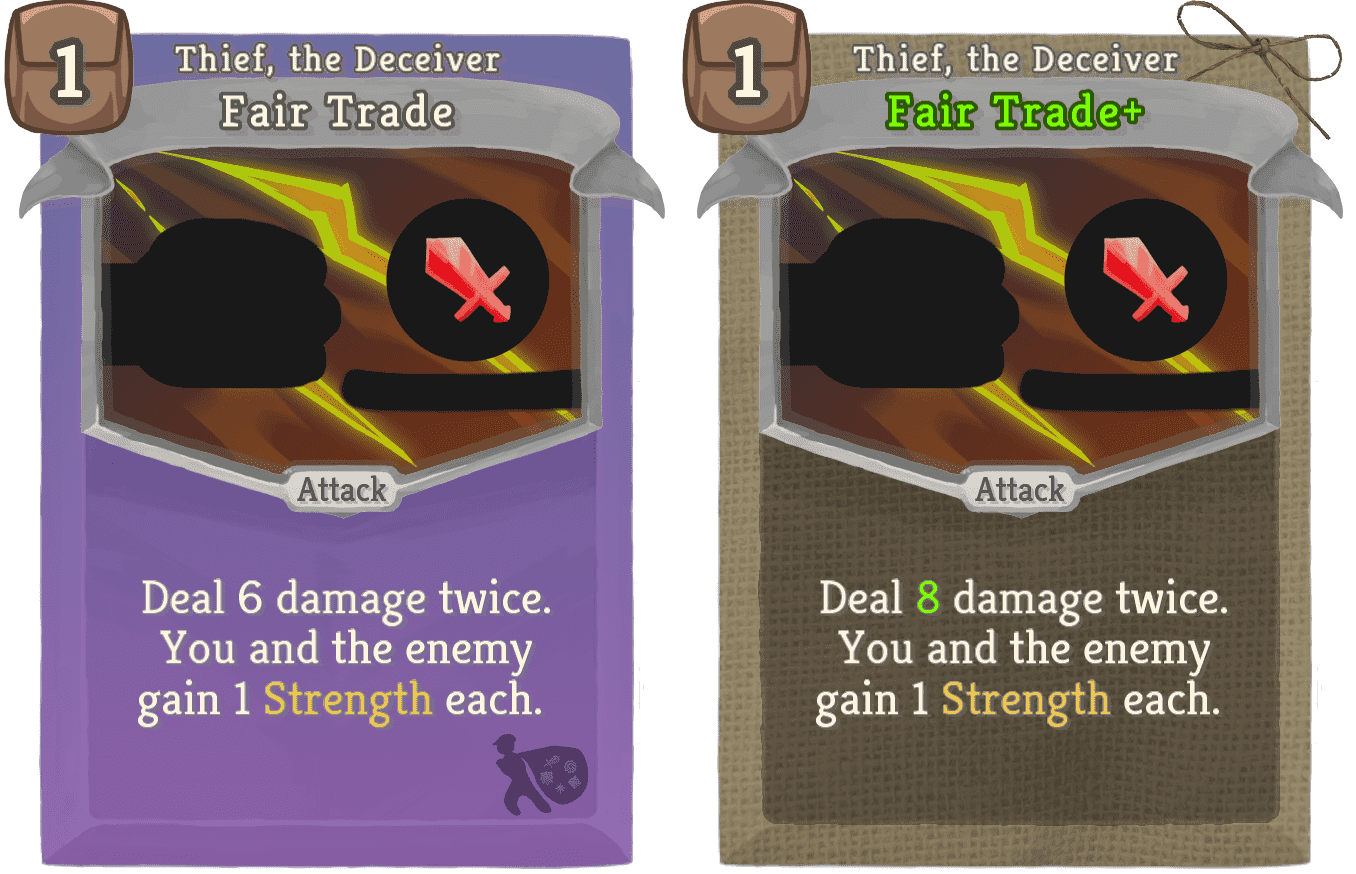 1
Thief, the Deceiver
Fair Trade
Attack
Deal 6 damage twice.
You and the enemy
gain 1 Strength each.
1
Thief, the Deceiver
Fair Trade+
Attack
Deal 8 damage twice.
You and the enemy
gain 1 Strength each.